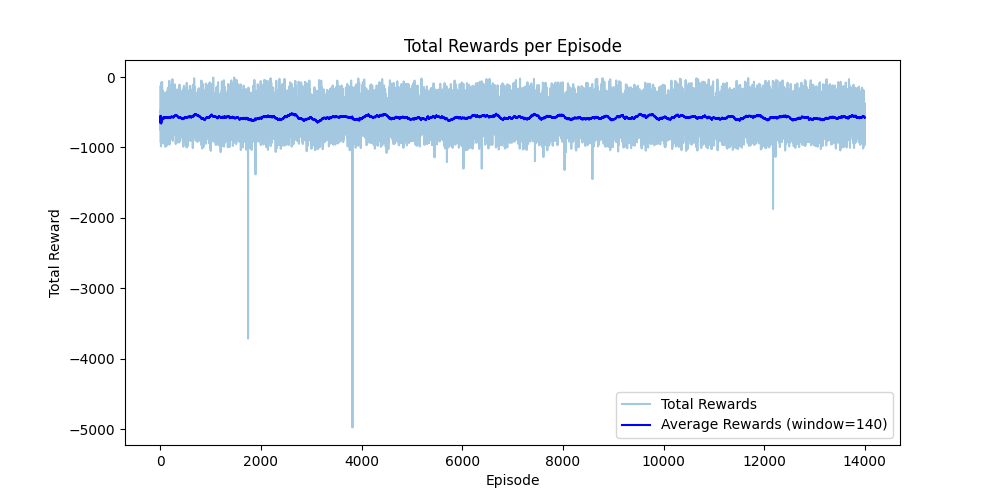 Total Rewards per Episode
Total Reward
0
−1000
−2000
−3000
−4000
−5000
0
2000
4000
6000
8000
10000
12000
14000
Episode
Total Rewards
Average Rewards (window=140)